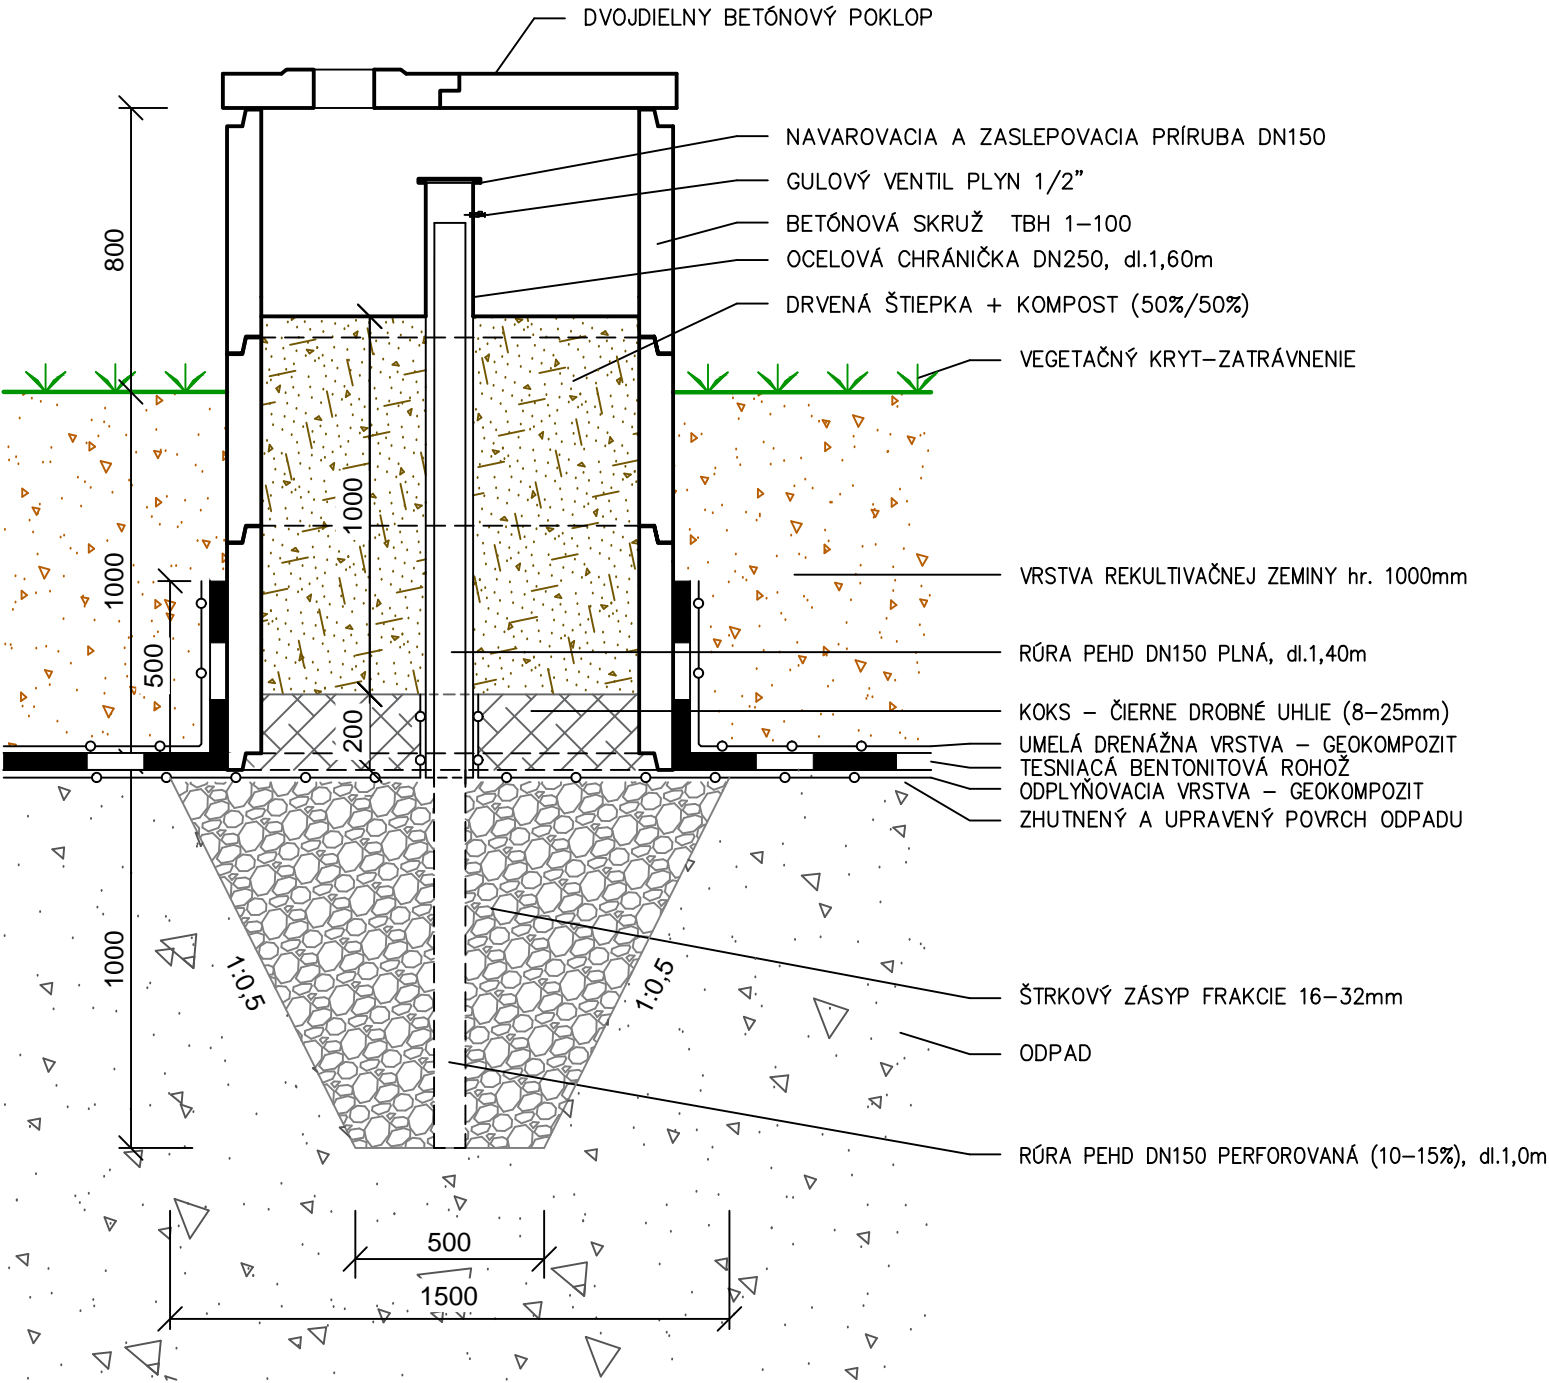 DVOJDIELNY BETÓNOVÝ POKLOP
NAVAROVACIA A ZASLEPOVACIA PRÍRUBA DN150
GULOVÝ VENTIL PLYN 1/2”
BETÓNOVÁ SKRUŽ TBH 1-100
OCELOVÁ CHRÁNIČKA DN250, dl.1,60m
DRVENÁ ŠTIEPKA + KOMPOST (50%/50%)
VEGETAČNÝ KRYT-ZATRÁVNENIE
VRSTVA REKULTIVAČNEJ ZEMINY hr. 1000mm
RÚRA PEHD DN150 PLNÁ, dl.1,40m
KOKS - ČIERNE DROBNÉ UHLIE (8-25mm)
UMELÁ DRENÁŽNA VRSTVA - GEOKOMPOZIT
TESNIACÁ BENTONITOVÁ ROHOŽ
ODPLYŇOVACIA VRSTVA - GEOKOMPOZIT
ZHUTNENÝ A UPRAVENÝ POVRCH ODPADU
ŠTRKOVÝ ZÁSYP FRAKCIE 16-32mm
ODPAD
RÚRA PEHD DN150 PERFOROVANÁ (10-15%), dl.1,0m
800
1000
1000
500
200
1000
1:0,5
1:0,5
500
1500